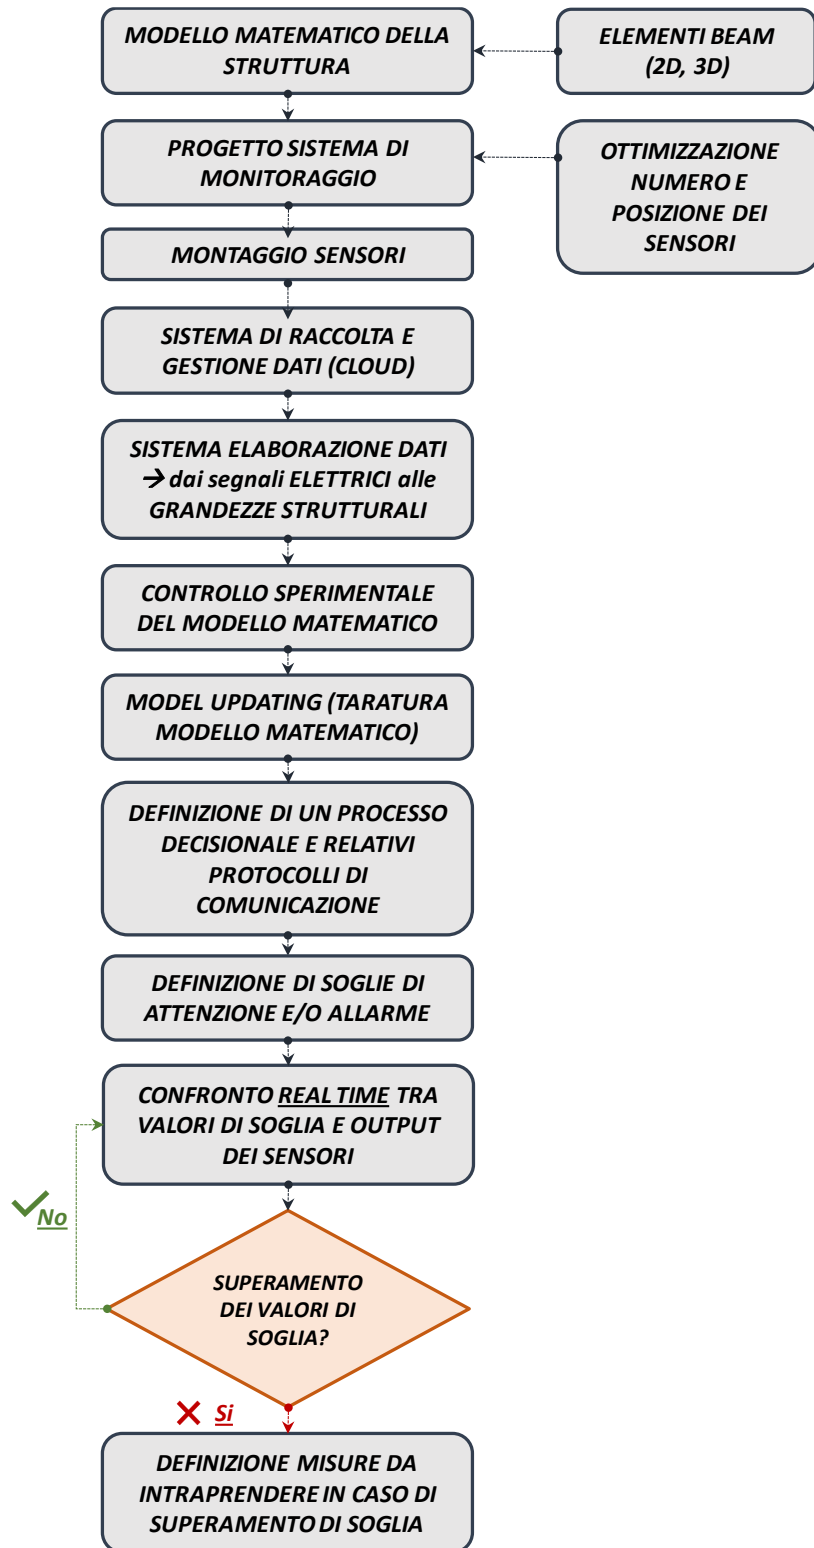 MODELLO MATEMATICO DELLA
STRUTTURA
ELEMENTI BEAM
(2D, 3D)
PROGETTO SISTEMA DI
MONITORAGGIO
OTTIMIZZAZIONE
NUMERO E
POSIZIONE DEI
SENSORI
MONTAGGIO SENSORI
SISTEMA DI RACCOLTA E
GESTIONE DATI (CLOUD)
SISTEMA ELABORAZIONE DATI
→ dai segnali ELETTRICI alle
GRANDEZZE STRUTTURALI
CONTROLLO SPERIMENTALE
DEL MODELLO MATEMATICO
MODEL UPDATING (TARATURA
MODELLO MATEMATICO)
DEFINIZIONE DI UN PROCESSO
DECISIONALE E RELATIVI
PROTOCOLLI DI
COMUNICAZIONE
DEFINIZIONE DI SOGLIE DI
ATTENZIONE E/O ALLARME
CONFRONTO REAL TIME TRA
VALORI DI SOGLIA E OUTPUT
DEI SENSORI
No
SUPERAMENTO
DEI VALORI DI
SOGLIA?
Si
DEFINIZIONE MISURE DA
INTRAPRENDERE IN CASO DI
SUPERAMENTO DI SOGLIA